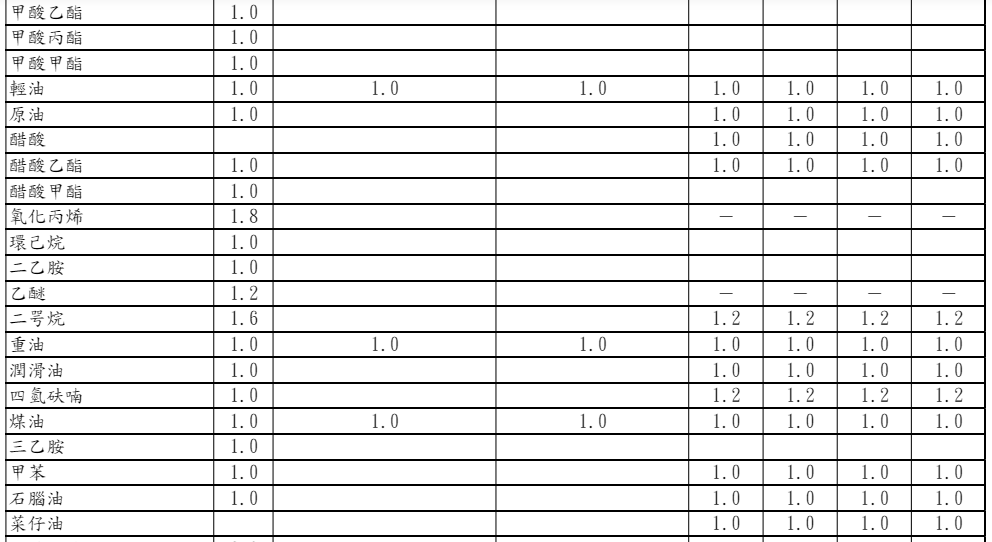 甲酸乙酯 1.0
甲酸丙酯 1.0
甲酸甲酯 1.0
輕油 1.0 1.0 1.0 1.0 1.0 1.0 1.0
原油 1.0 1.0 1.0 1.0 1.0
醋酸 1.0 1.0 1.0 1.0
醋酸乙酯 1.0 1.0 1.0 1.0 1.0
醋酸甲酯 1.0
氧化丙烯 1.8 － － － －
環己烷 1.0
二乙胺 1.0
乙醚 1.2 － － － －
二㗁烷 1.6 1.2 1.2 1.2 1.2
重油 1.0 1.0 1.0 1.0 1.0 1.0 1.0
潤滑油 1.0 1.0 1.0 1.0 1.0
四氫呋喃 1.0 1.2 1.2 1.2 1.2
煤油 1.0 1.0 1.0 1.0 1.0 1.0 1.0
三乙胺 1.0
甲苯 1.0 1.0 1.0 1.0 1.0
石腦油 1.0 1.0 1.0 1.0 1.0
菜仔油 1.0 1.0 1.0 1.0